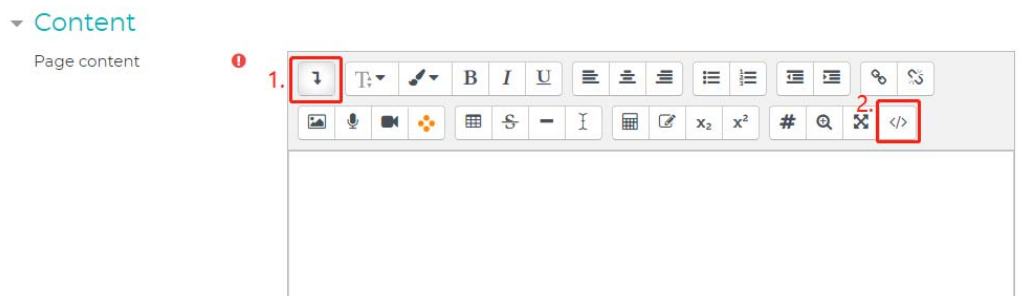 Content
Page content
1.
B I U
2.
x₂ x² # </>